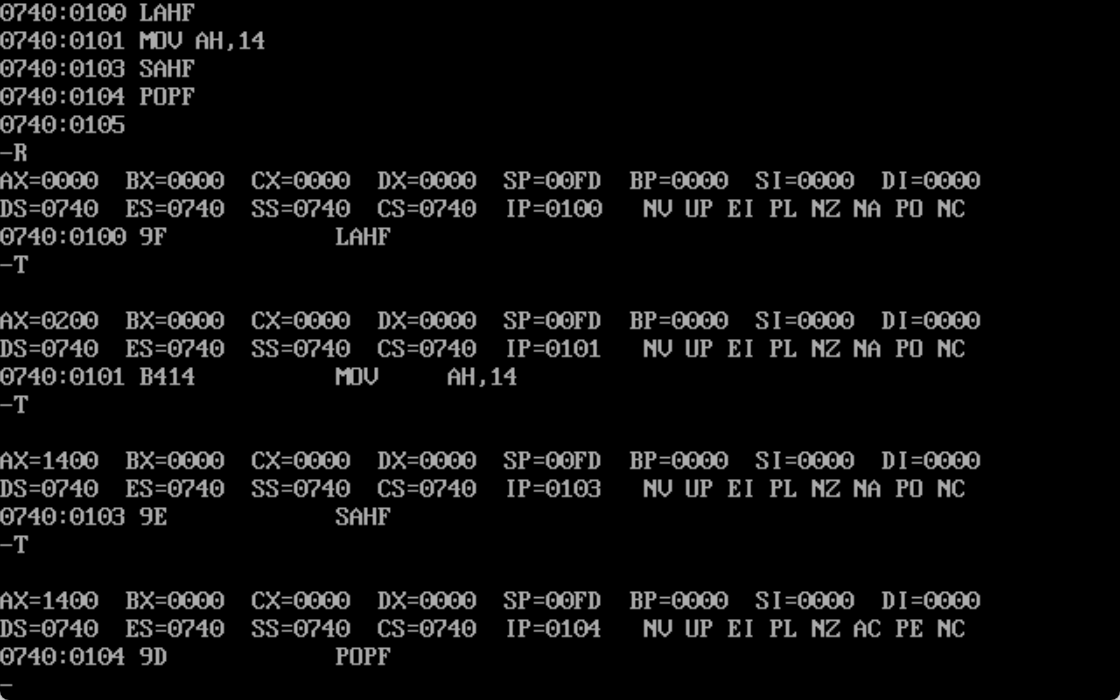 0740:0100 LAHF
0740:0101 MOV AH,14
0740:0103 SAHF
0740:0104 POPF
0740:0105
-R
AX=0000  BX=0000  CX=0000  DX=0000  SP=00FD  BP=0000  SI=0000  DI=0000
DS=0740  ES=0740  SS=0740  CS=0740  IP=0100   NV UP EI PL NZ NA PO NC
0740:0100 9F            LAHF
-T
AX=0200  BX=0000  CX=0000  DX=0000  SP=00FD  BP=0000  SI=0000  DI=0000
DS=0740  ES=0740  SS=0740  CS=0740  IP=0101   NV UP EI PL NZ NA PO NC
0740:0101 B414          MOV     AH,14
-T
AX=1400  BX=0000  CX=0000  DX=0000  SP=00FD  BP=0000  SI=0000  DI=0000
DS=0740  ES=0740  SS=0740  CS=0740  IP=0103   NV UP EI PL NZ NA PO NC
0740:0103 9E            SAHF
-T
AX=1400  BX=0000  CX=0000  DX=0000  SP=00FD  BP=0000  SI=0000  DI=0000
DS=0740  ES=0740  SS=0740  CS=0740  IP=0104   NV UP EI PL NZ AC PE NC
0740:0104 9D            POPF
-